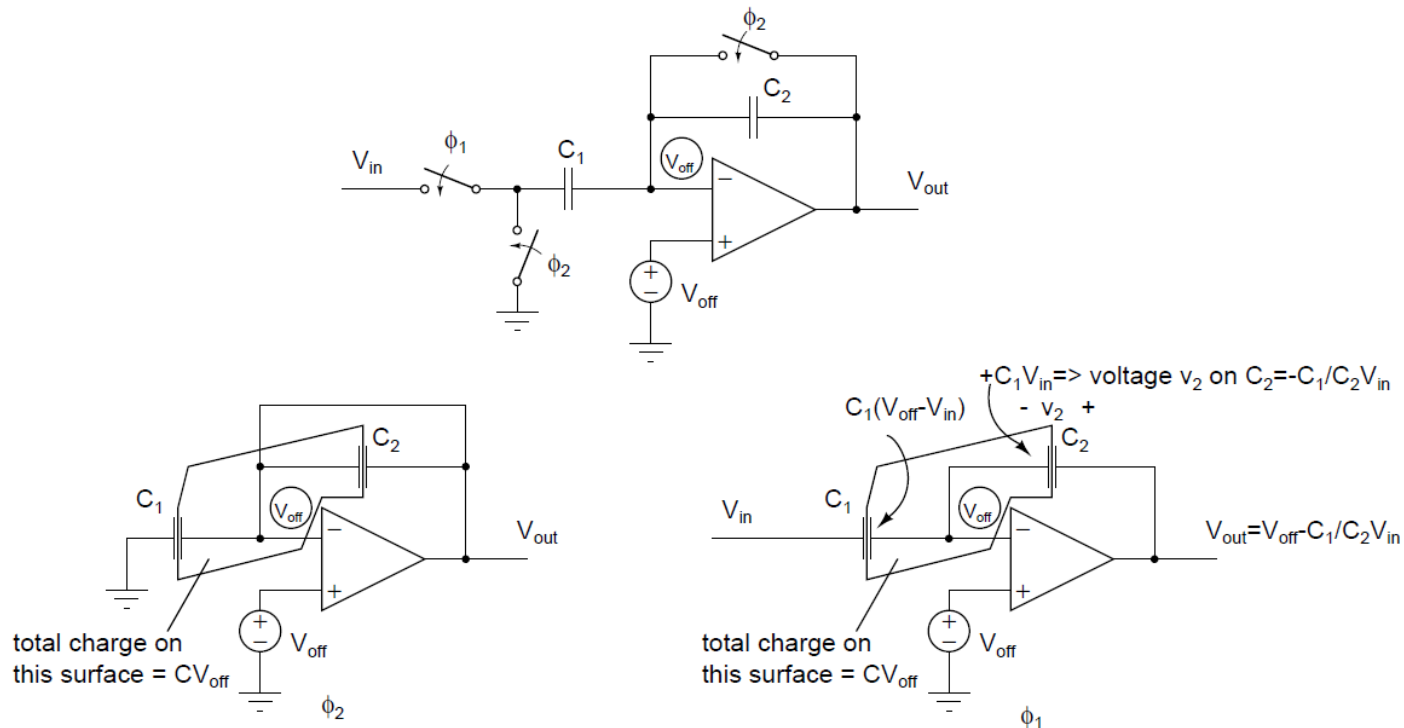 ϕ2
C2
Vin
ϕ1
C1
Voff
−
Vout
+
ϕ2
+
−
Voff
+C1Vin=> voltage v2 on C2=-C1/C2Vin
C1(Voff-Vin)
- v2 +
C2
C2
C1
Voff
−
Vout
+
+
−
Voff
total charge on
this surface = CVoff
ϕ2
C1
Vin
Voff
−
Vout=Voff-C1/C2Vin
+
+
−
Voff
total charge on
this surface = CVoff
ϕ1